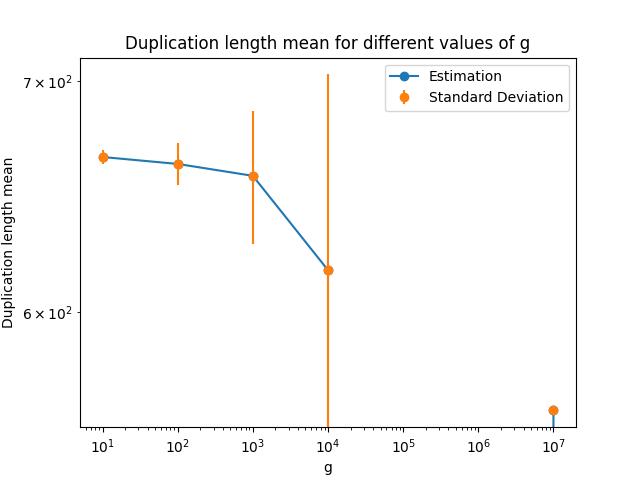 Duplication length mean for different values of g
Estimation
Standard Deviation
7 × 10²
6 × 10²
Duplication length mean
10¹ 10² 10³ 10⁴ 10⁵ 10⁶ 10⁷
g